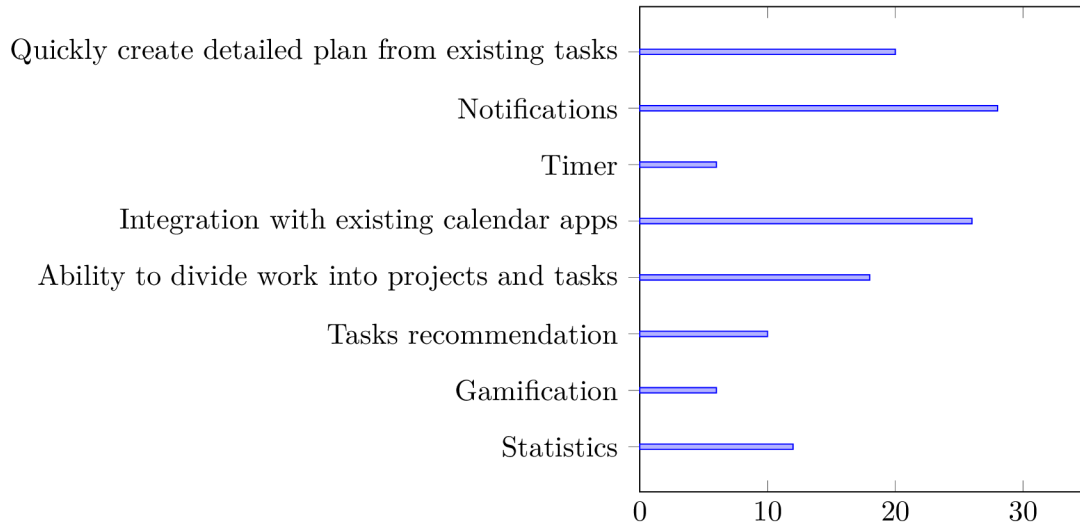 Quickly create detailed plan from existing tasks
Notifications
Timer
Integration with existing calendar apps
Ability to divide work into projects and tasks
Tasks recommendation
Gamification
Statistics
0 10 20 30